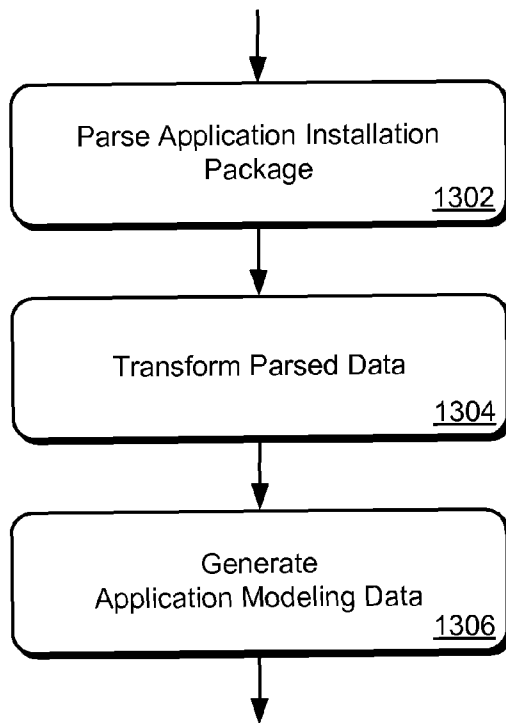 Parse Application Installation
Package
1302
Transform Parsed Data
1304
Generate
Application Modeling Data
1306